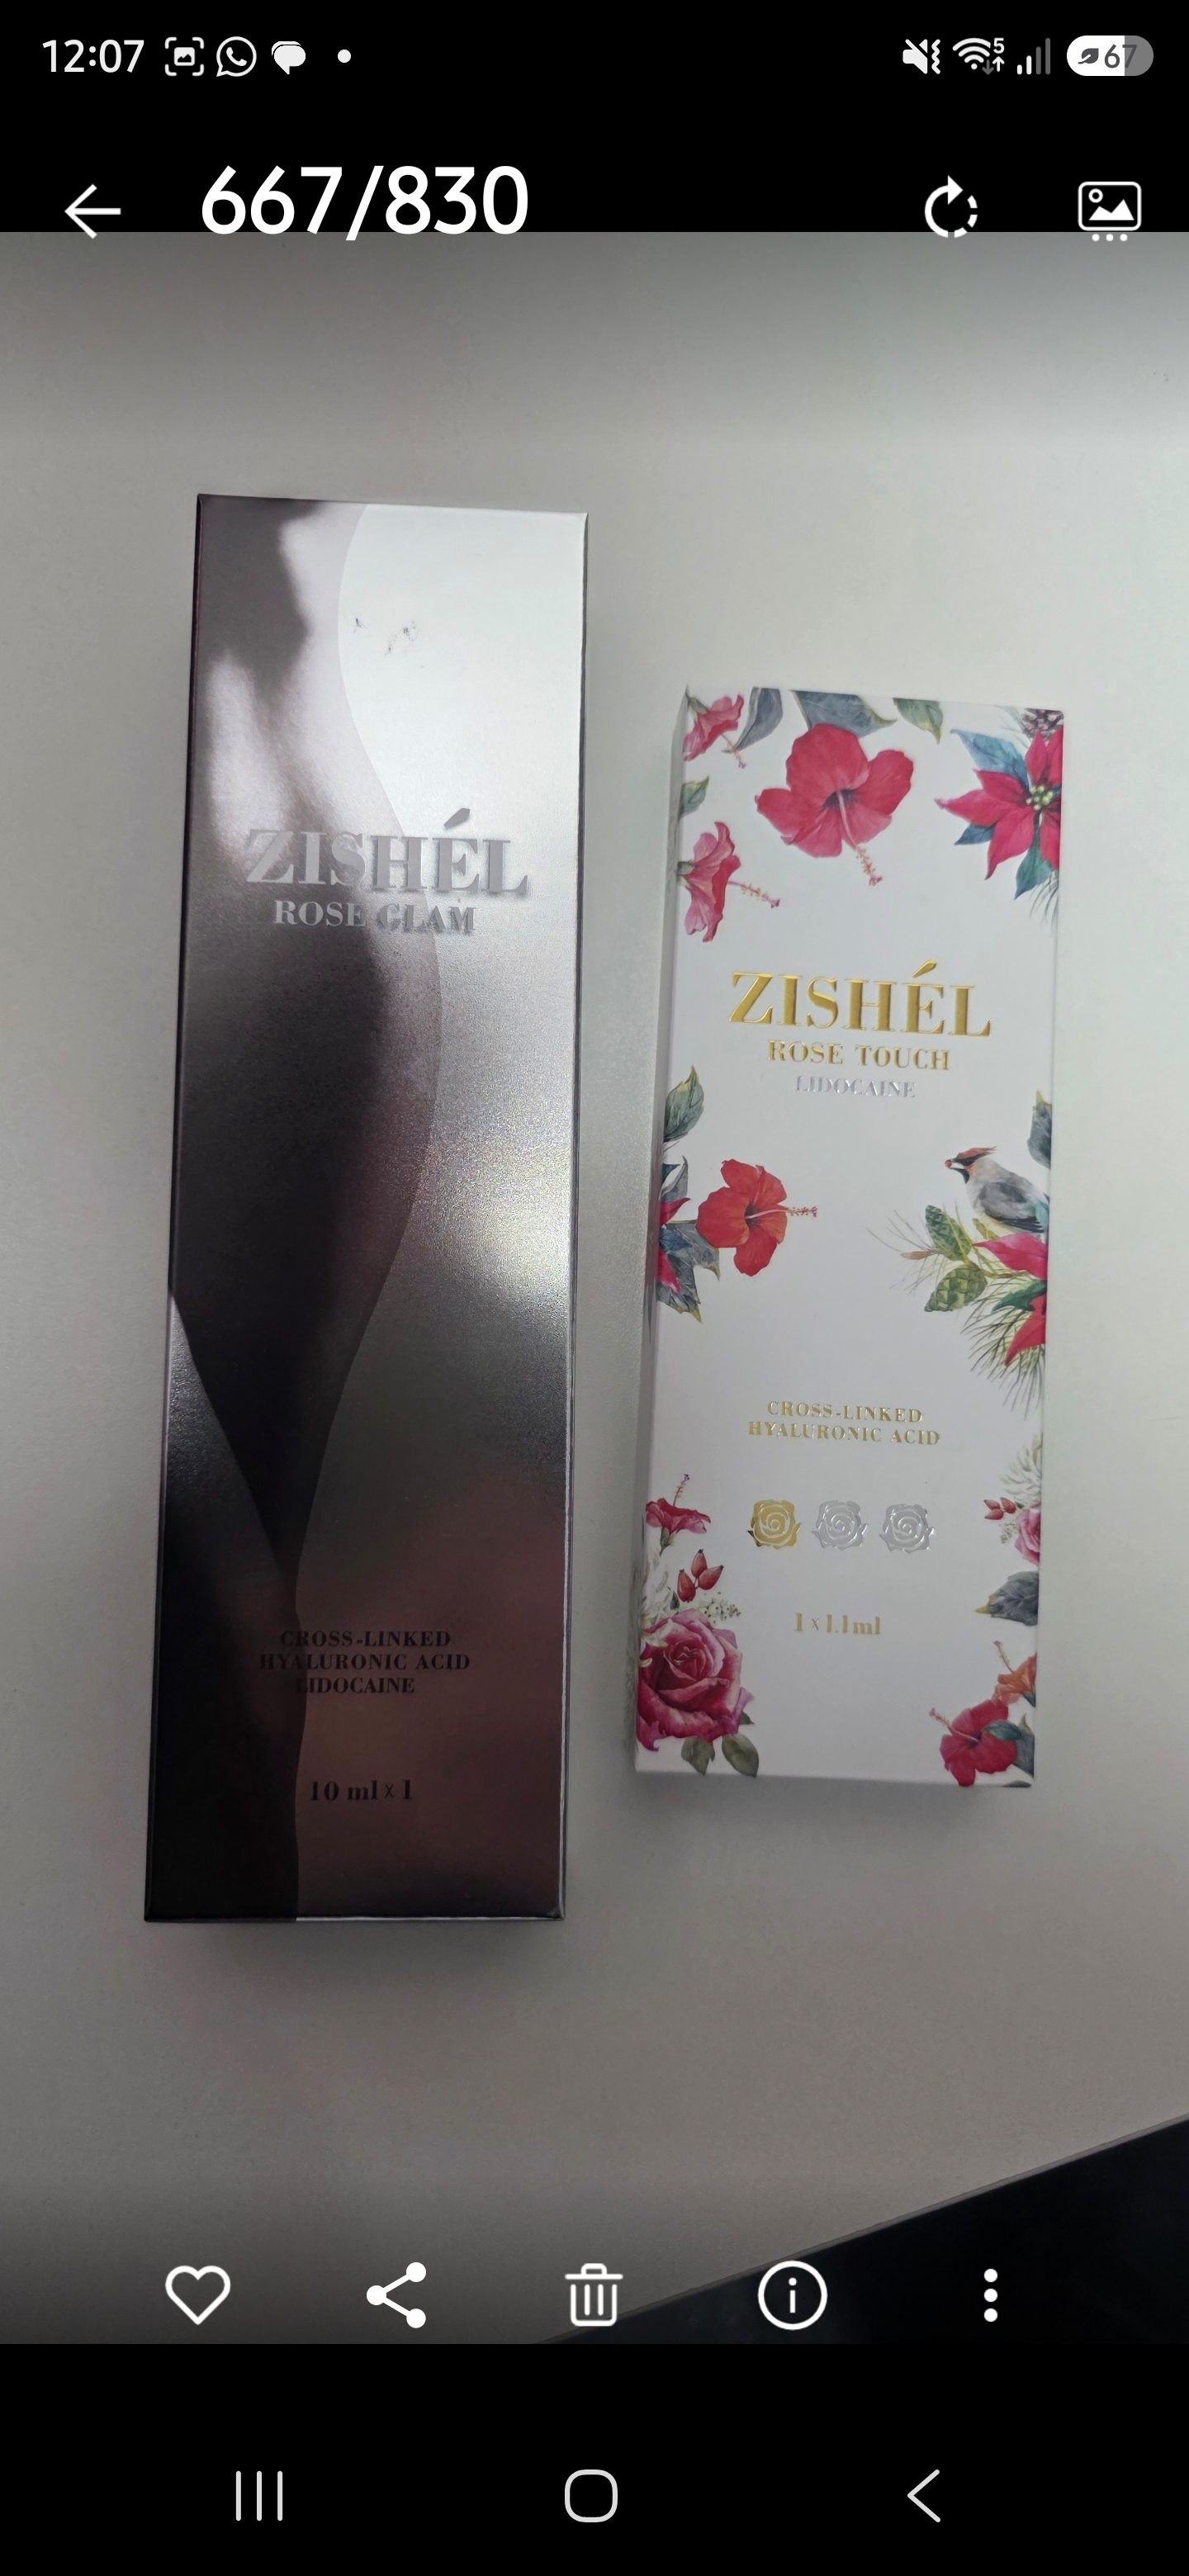 12:07
67
667/830
ZISHÉL
ROSE GLAM
CROSS-LINKED
HYALURONIC ACID
LIDOCAINE
10 ml x 1
ZISHÉL
ROSE TOUCH
LIDOCAINE
CROSS-LINKED
HYALURONIC ACID
1 x 1.1ml